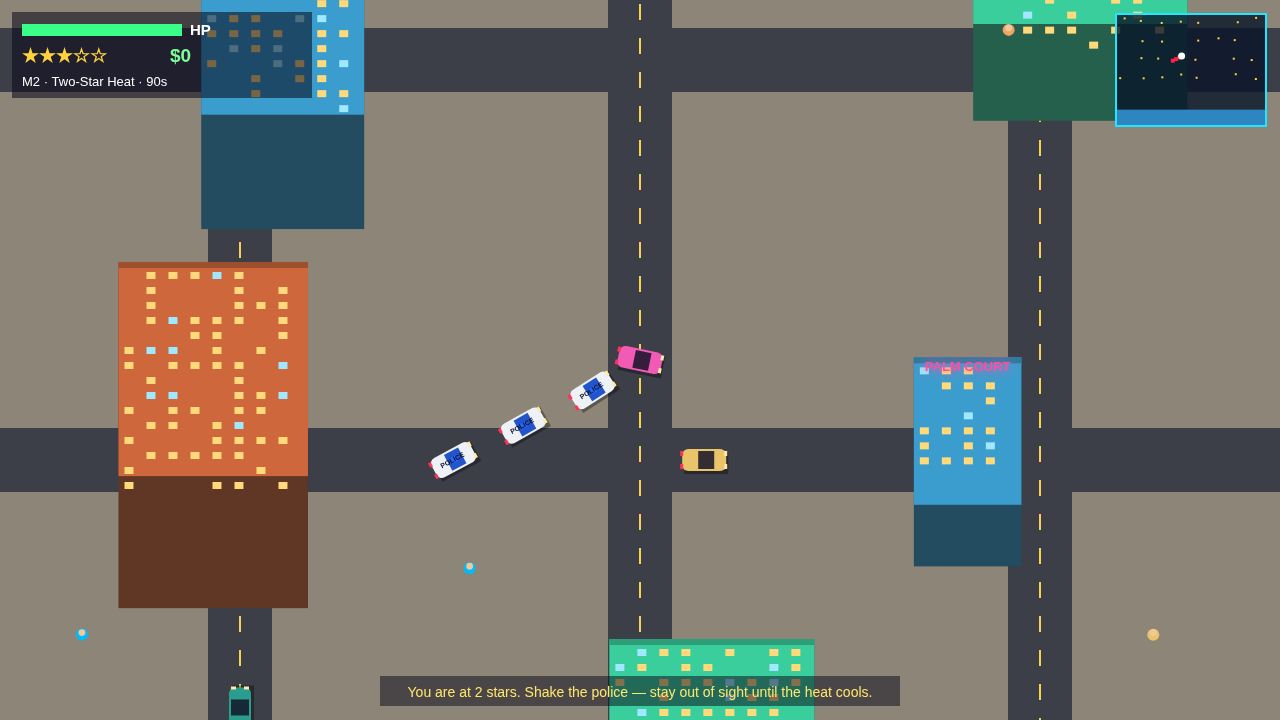 HP
★★★☆☆ $0
M2 · Two-Star Heat · 90s
PALM COURT
POLICE
POLICE
POLICE
You are at 2 stars. Shake the police — stay out of sight until the heat cools.